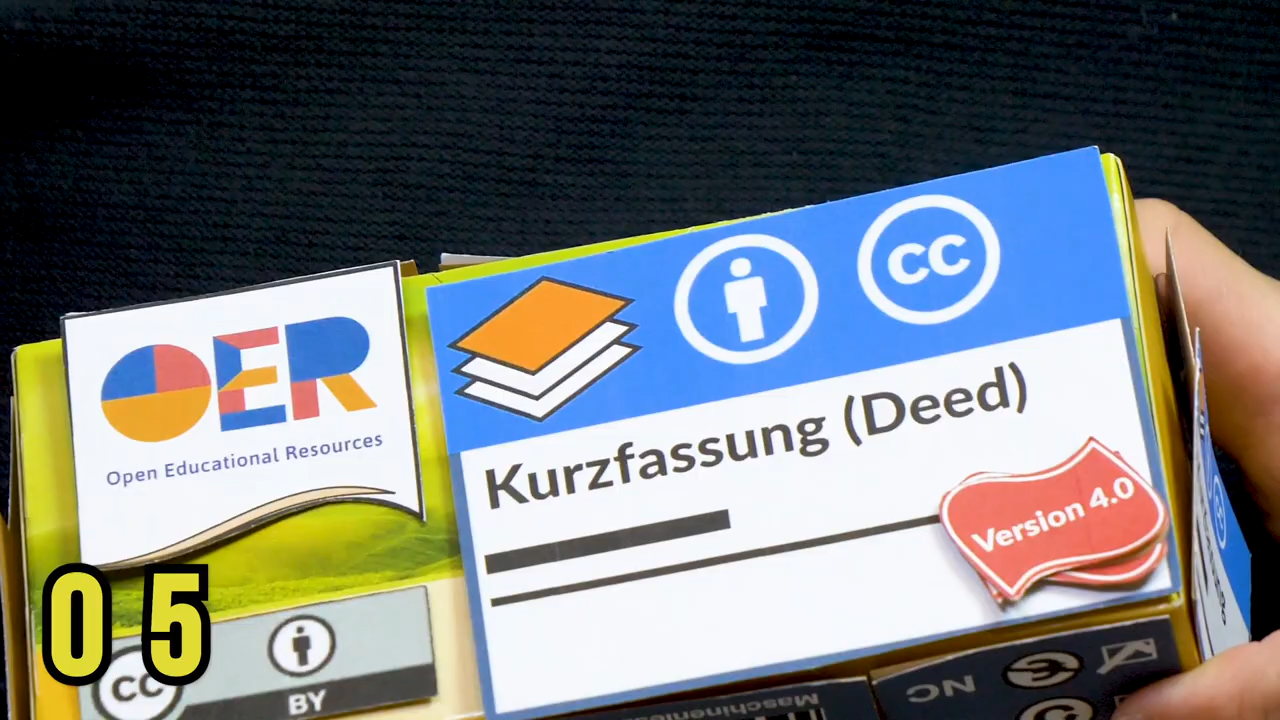 cc
OER
Open Educational Resources
Kurzfassung (Deed)
Version 4.0
05
cc
BY
NC